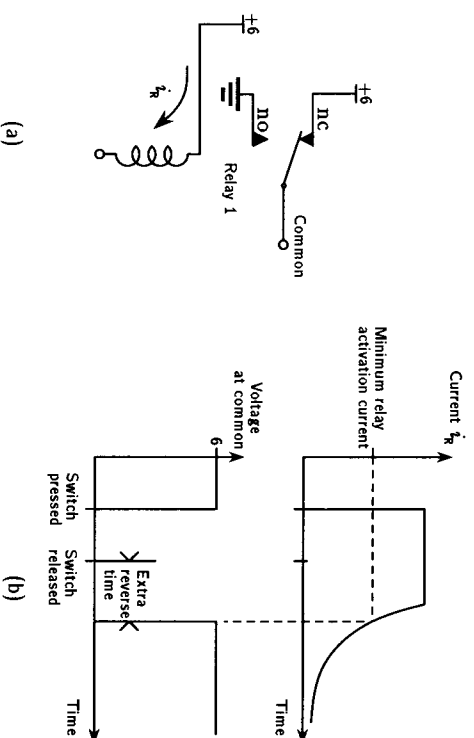 +6
nc
Common
no
Relay 1
+6
i_R
(a)
Current i_R
Minimum relay
activation current
Time
Voltage
at common
6
Extra
reverse
time
Switch
pressed
Switch
released
Time
(b)